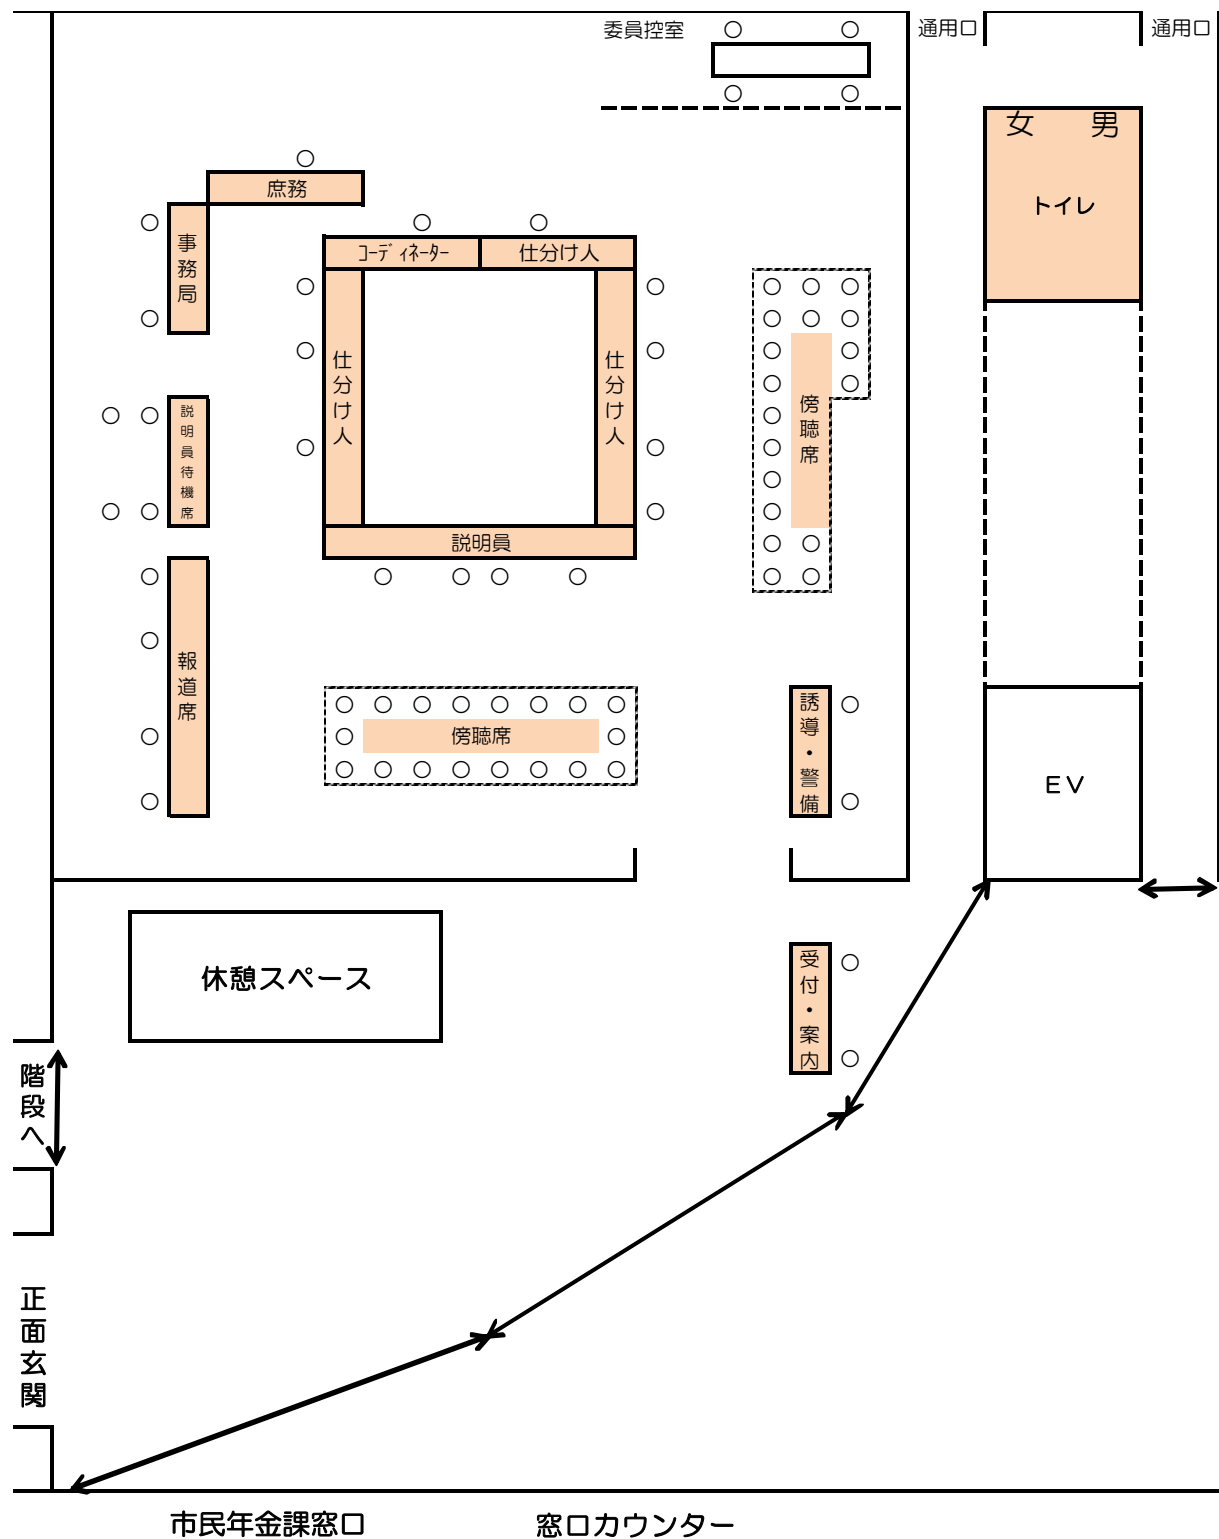 委員控室
通用口
通用口
女 男
トイレ
庶務
事務局
コーディネーター
仕分け人
仕分け人
仕分け人
傍聴席
説明員待機席
説明員
報道席
傍聴席
誘導・警備
EV
休憩スペース
受付・案内
階段へ
正面玄関
市民年金課窓口
窓口カウンター